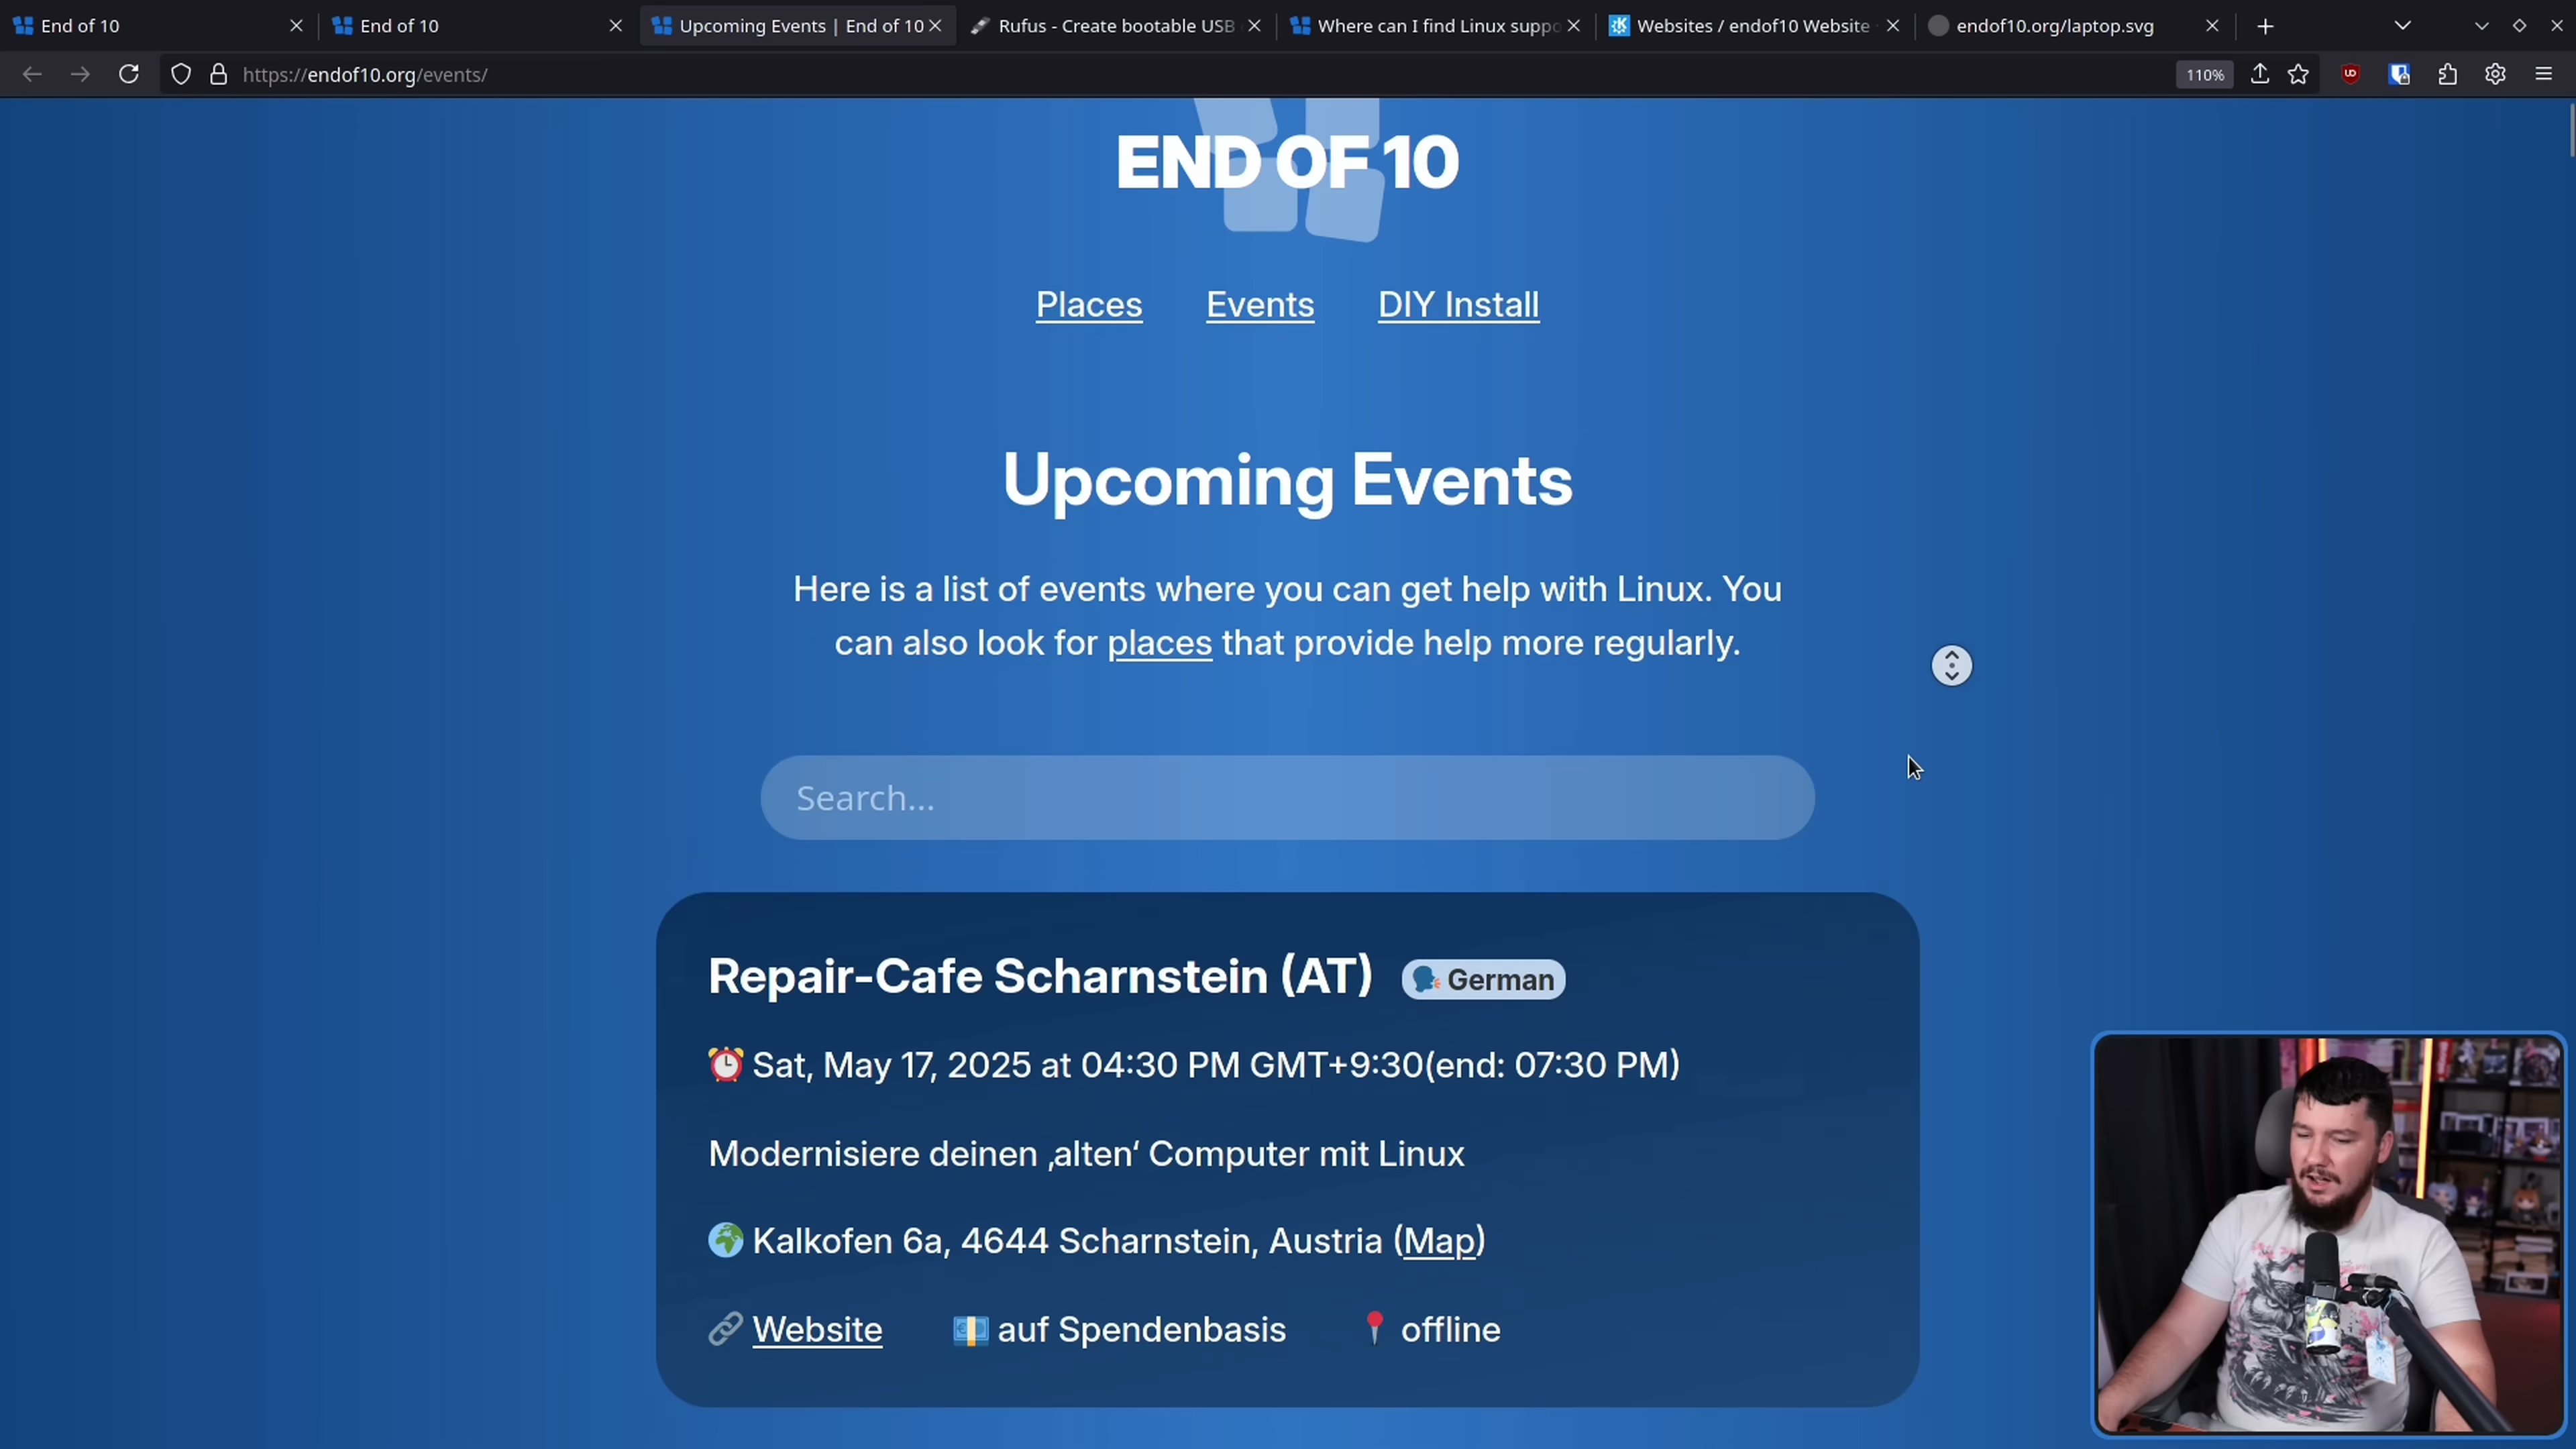 End of 10
End of 10
Upcoming Events | End of 10
Rufus - Create bootable USB
Where can I find Linux suppo
Websites / endof10 Website
endof10.org/laptop.svg
https://endof10.org/events/
110%
END OF 10
Places Events DIY Install
Upcoming Events
Here is a list of events where you can get help with Linux. You
can also look for places that provide help more regularly.
Search...
Repair-Cafe Scharnstein (AT) German
Sat, May 17, 2025 at 04:30 PM GMT+9:30(end: 07:30 PM)
Modernisiere deinen ‚alten‘ Computer mit Linux
Kalkofen 6a, 4644 Scharnstein, Austria (Map)
Website auf Spendenbasis offline